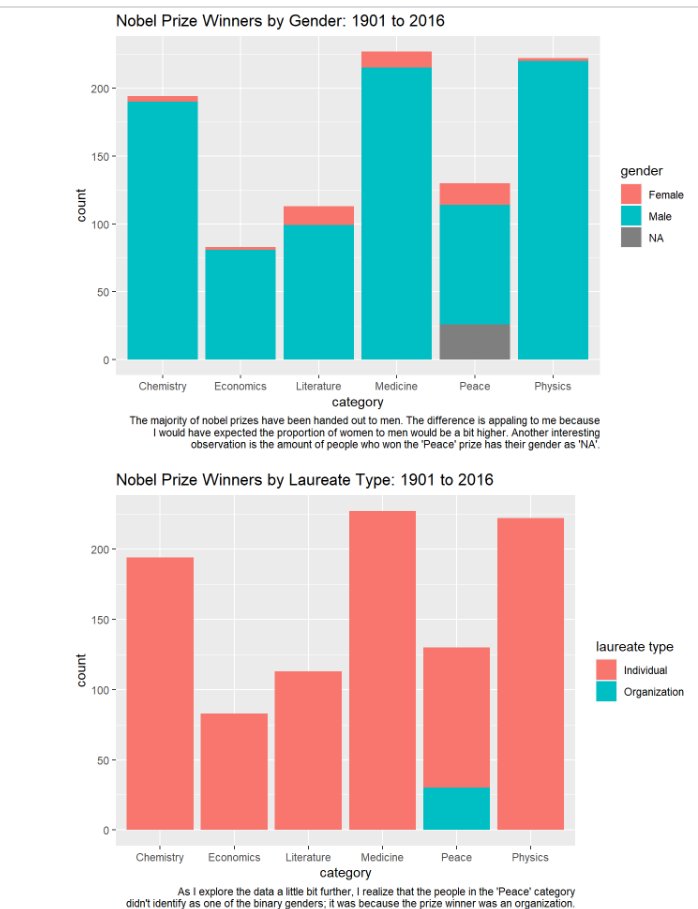 Nobel Prize Winners by Gender: 1901 to 2016
200
150
100
50
0
count
Chemistry Economics Literature Medicine Peace Physics
category
gender
Female
Male
NA
The majority of nobel prizes have been handed out to men. The difference is appaling to me because
I would have expected the proportion of women to men would be a bit higher. Another interesting
observation is the amount of people who won the 'Peace' prize has their gender as 'NA'.
Nobel Prize Winners by Laureate Type: 1901 to 2016
200
150
100
50
0
count
Chemistry Economics Literature Medicine Peace Physics
category
laureate type
Individual
Organization
As I explore the data a little bit further, I realize that the people in the 'Peace' category
didn't identify as one of the binary genders; it was because the prize winner was an organization.